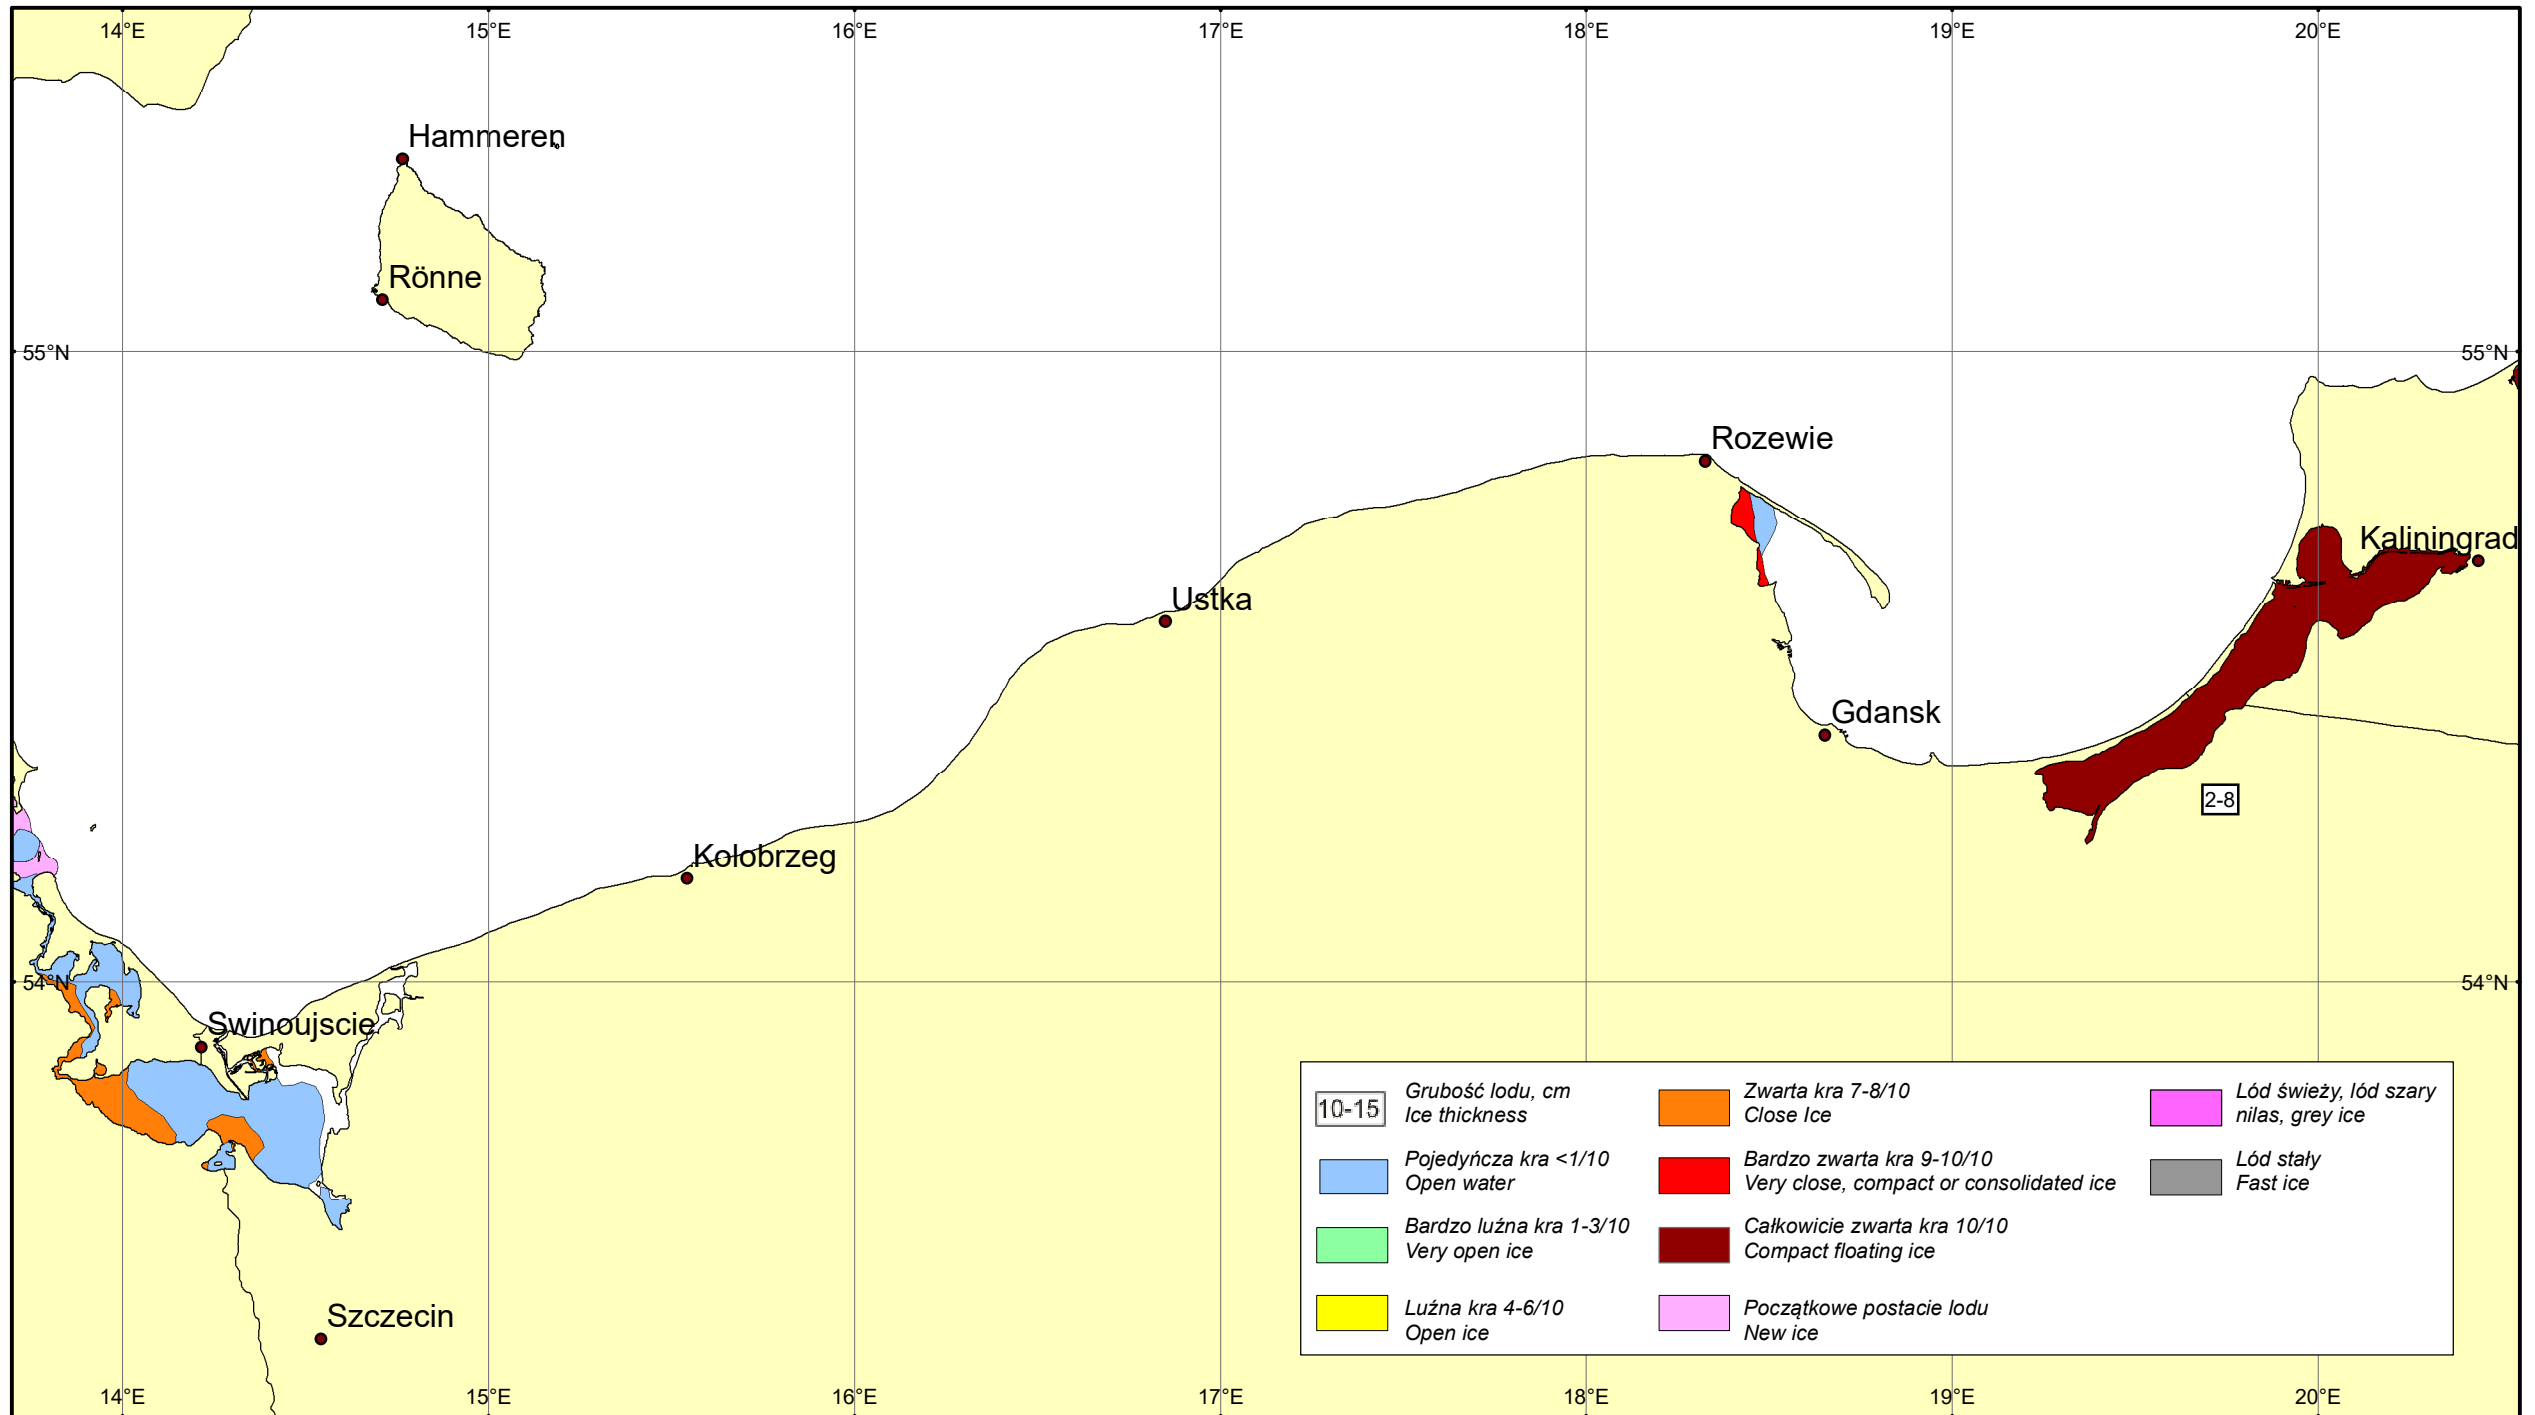 14°E 15°E 16°E 17°E 18°E 19°E 20°E
Hammeren
Rönne
55°N 55°N
Rozewie
Kaliningrad
Ustka
Gdansk
2-8
Kolobrzeg
54°N 54°N
Swinoujscie
10-15
Grubość lodu, cm
Ice thickness
Pojedyńcza kra <1/10
Open water
Bardzo luźna kra 1-3/10
Very open ice
Luźna kra 4-6/10
Open ice
Zwarta kra 7-8/10
Close Ice
Bardzo zwarta kra 9-10/10
Very close, compact or consolidated ice
Całkowicie zwarta kra 10/10
Compact floating ice
Początkowe postacie lodu
New ice
Lód świeży, lód szary
nilas, grey ice
Lód stały
Fast ice
Szczecin
14°E 15°E 16°E 17°E 18°E 19°E 20°E